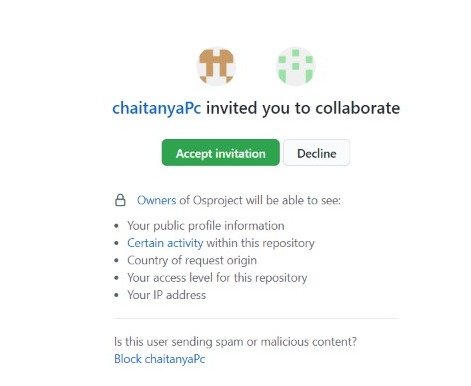 chaitanyaPc invited you to collaborate
Accept invitation
Decline
Owners of Osproject will be able to see:
• Your public profile information
• Certain activity within this repository
• Country of request origin
• Your access level for this repository
• Your IP address
Is this user sending spam or malicious content?
Block chaitanyaPc